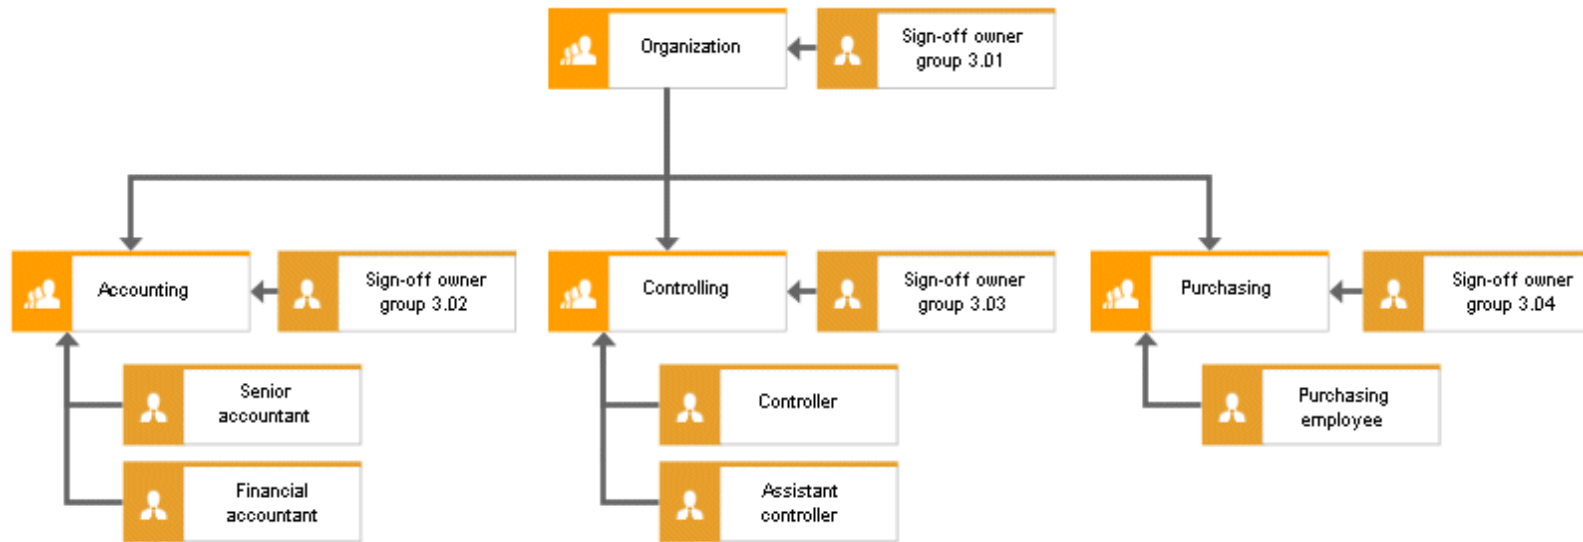 Organization
Sign-off owner
group 3.01
Accounting
Sign-off owner
group 3.02
Controlling
Sign-off owner
group 3.03
Purchasing
Sign-off owner
group 3.04
Senior
accountant
Controller
Purchasing
employee
Financial
accountant
Assistant
controller